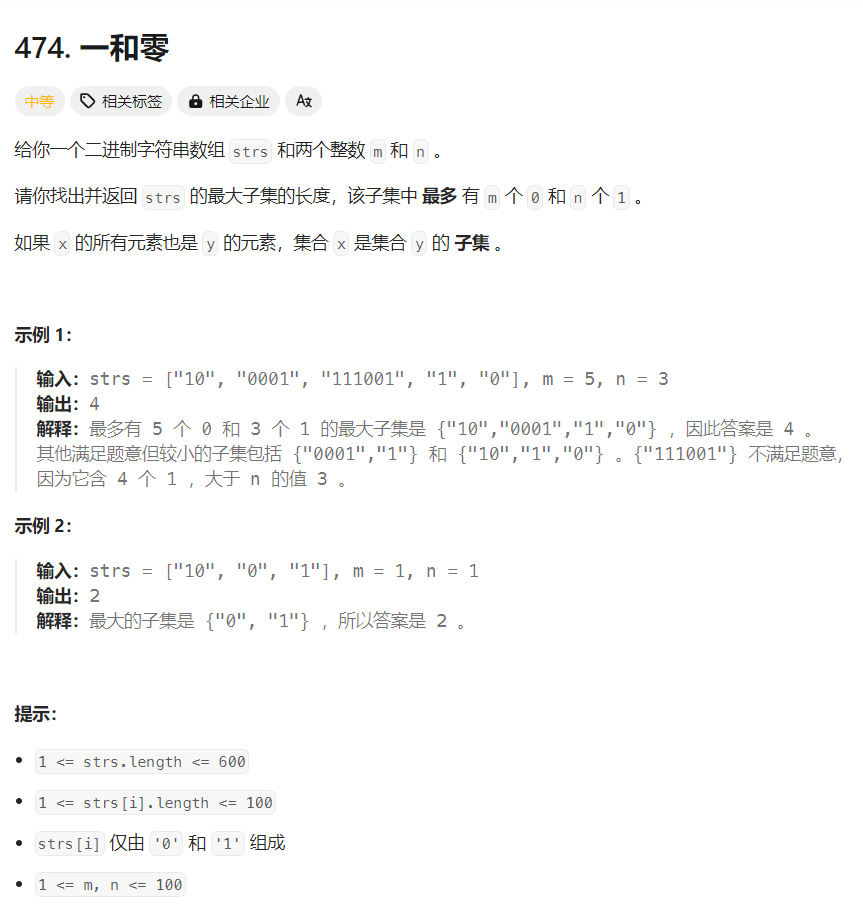 474. 一和零
中等 相关标签 相关企业
给你一个二进制字符串数组 strs 和两个整数 m 和 n 。
请你找出并返回 strs 的最大子集的长度，该子集中 最多 有 m 个 0 和 n 个 1 。
如果 x 的所有元素也是 y 的元素，集合 x 是集合 y 的 子集 。
示例 1：
输入：strs = ["10", "0001", "111001", "1", "0"], m = 5, n = 3
输出：4
解释：最多有 5 个 0 和 3 个 1 的最大子集是 {"10","0001","1","0"} ，因此答案是 4 。
其他满足题意但较小的子集包括 {"0001","1"} 和 {"10","1","0"} 。{"111001"} 不满足题意，
因为它含 4 个 1 ，大于 n 的值 3 。
示例 2：
输入：strs = ["10", "0", "1"], m = 1, n = 1
输出：2
解释：最大的子集是 {"0", "1"} ，所以答案是 2 。
提示：
1 <= strs.length <= 600
1 <= strs[i].length <= 100
strs[i] 仅由 '0' 和 '1' 组成
1 <= m, n <= 100